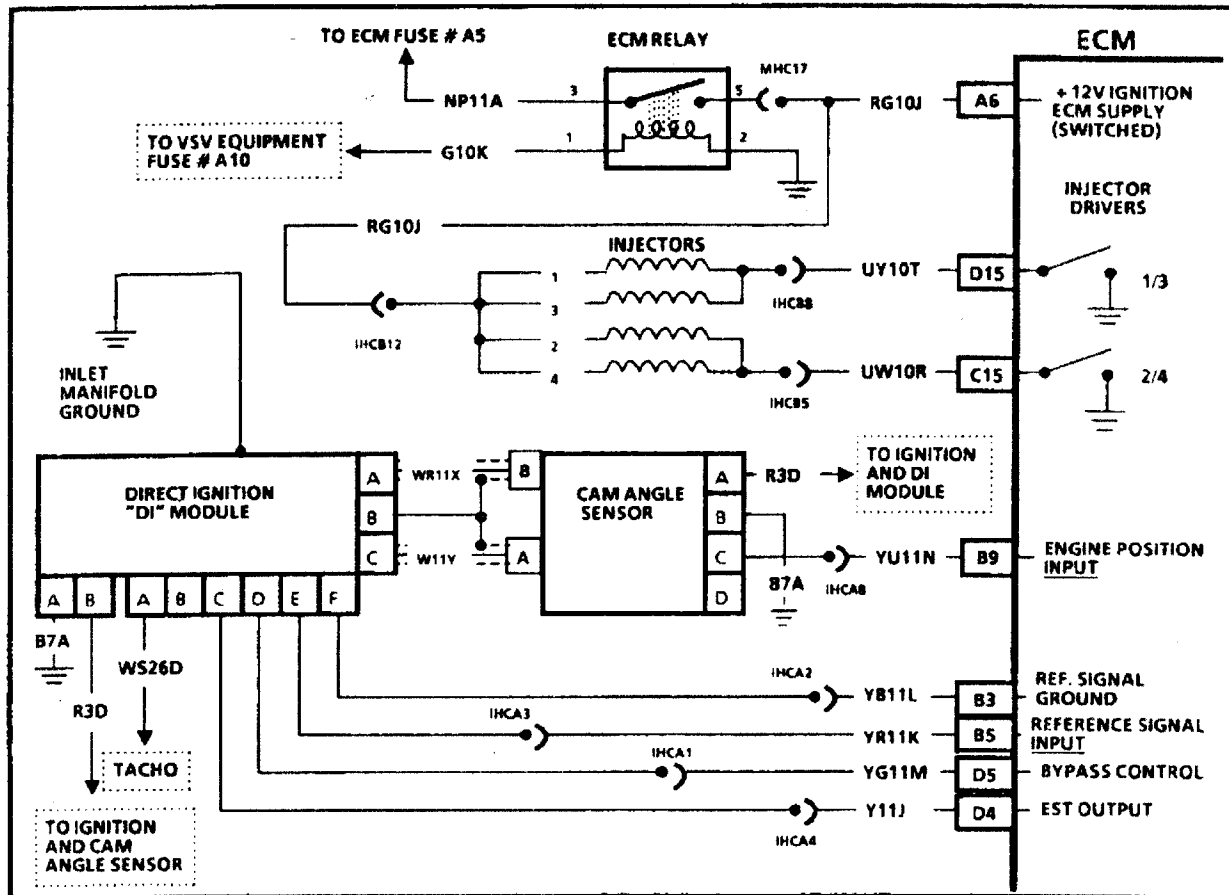 TO ECM FUSE # A5
ECM RELAY
ECM
MHC17
NP11A
3
5
RG10J
A6
+ 12V IGNITION
ECM SUPPLY
(SWITCHED)
TO VSV EQUIPMENT
FUSE # A10
G10K
1
2
INJECTOR
DRIVERS
RG10J
INJECTORS
1
3
2
4
IHCB12
IHCB8
UY10T
D15
1/3
IHCB5
UW10R
C15
2/4
INLET
MANIFOLD
GROUND
DIRECT IGNITION
"DI" MODULE
A
B
C
WR11X
W11Y
B
A
CAM ANGLE
SENSOR
A
B
C
D
R3D
TO IGNITION
AND DI
MODULE
B7A
IHCA8
YU11N
B9
ENGINE POSITION
INPUT
A
B
A
B
C
D
E
F
B7A
R3D
WS26D
TACHO
TO IGNITION
AND CAM
ANGLE SENSOR
IHCA2
YB11L
B3
REF. SIGNAL
GROUND
IHCA3
YR11K
B5
REFERENCE SIGNAL
INPUT
IHCA1
YG11M
D5
BYPASS CONTROL
IHCA4
Y11J
D4
EST OUTPUT